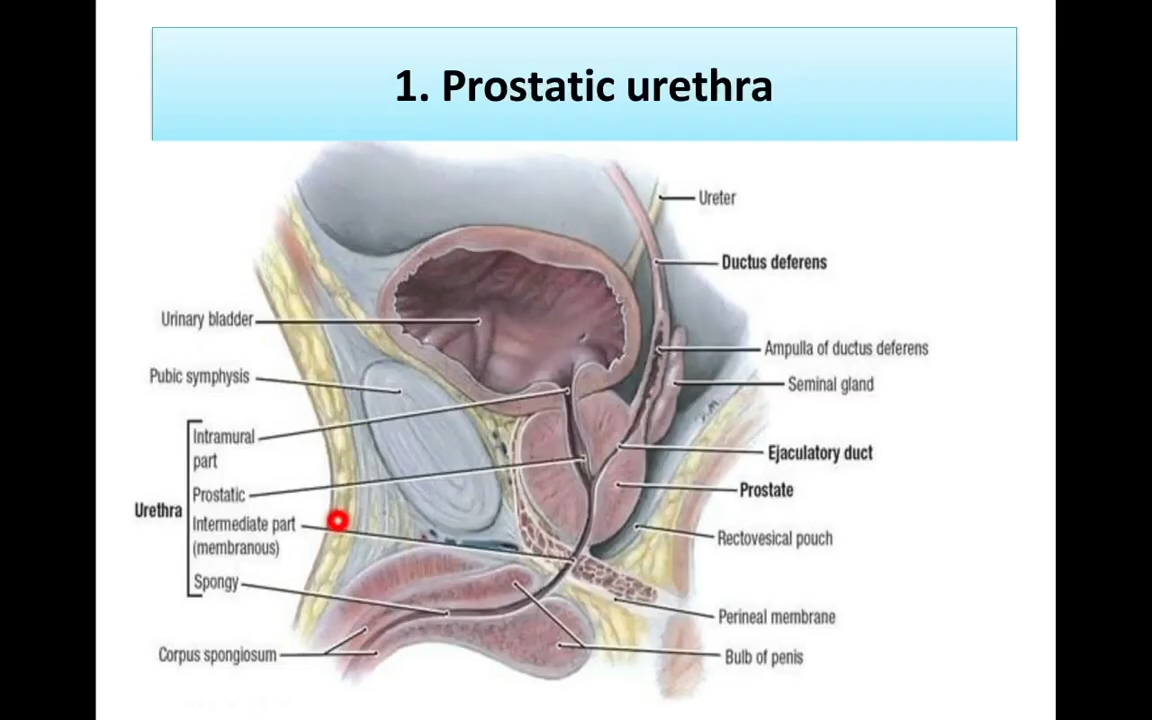 1. Prostatic urethra
Ureter
Ductus deferens
Urinary bladder
Ampulla of ductus deferens
Pubic symphysis
Seminal gland
Intramural
part
Ejaculatory duct
Prostatic
Prostate
Urethra
Intermediate part
(membranous)
Rectovesical pouch
Spongy
Perineal membrane
Corpus spongiosum
Bulb of penis